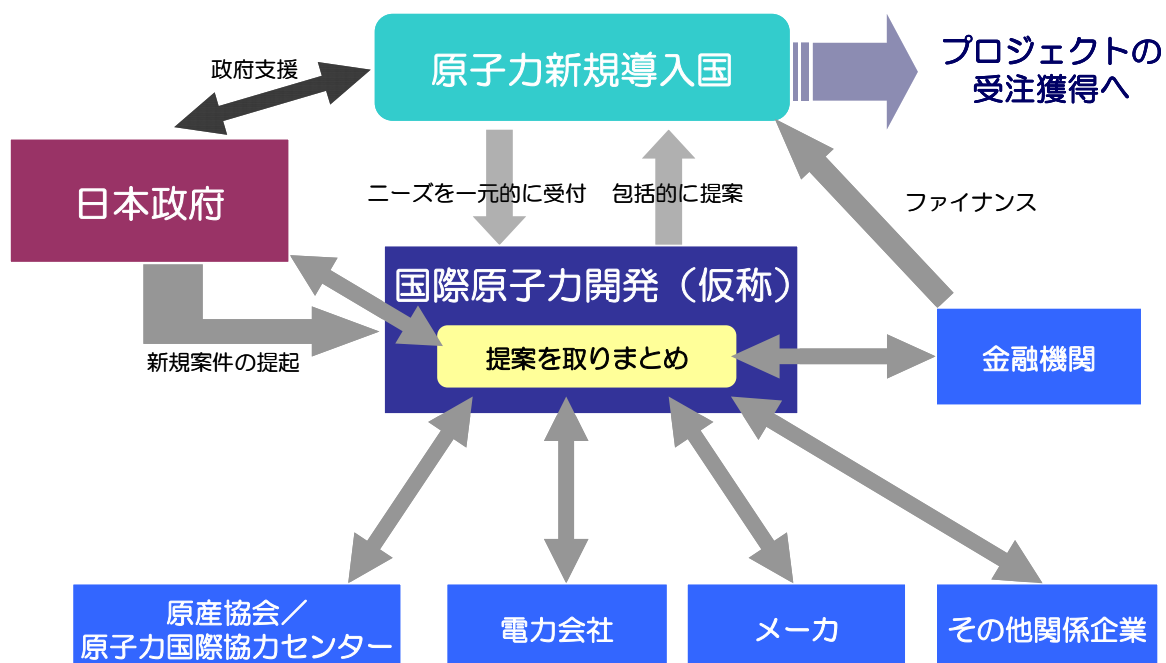 政府支援
原子力新規導入国
プロジェクトの
受注獲得へ
日本政府
ニーズを一元的に受付
包括的に提案
ファイナンス
国際原子力開発(仮称)
新規案件の提起
提案を取りまとめ
金融機関
原産協会/
原子力国際協力センター
電力会社
メーカ
その他関係企業